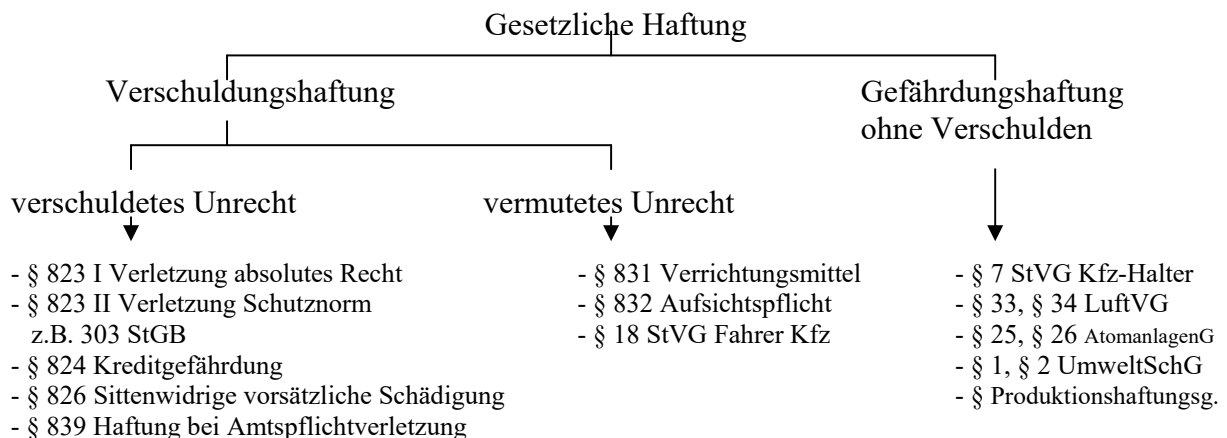 Gesetzliche Haftung
Verschuldungshaftung
Gefährdungshaftung
ohne Verschulden
verschuldetes Unrecht
vermutetes Unrecht
- § 823 I Verletzung absolutes Recht
- § 823 II Verletzung Schutznorm
z.B. 303 StGB
- § 824 Kreditgefährdung
- § 826 Sittenwidrige vorsätzliche Schädigung
- § 839 Haftung bei Amtspflichtverletzung
- § 831 Verrichtungsmittel
- § 832 Aufsichtspflicht
- § 18 StVG Fahrer Kfz
- § 7 StVG Kfz-Halter
- § 33, § 34 LuftVG
- § 25, § 26 AtomanlagenG
- § 1, § 2 UmweltSchG
- § Produktionshaftungsg.